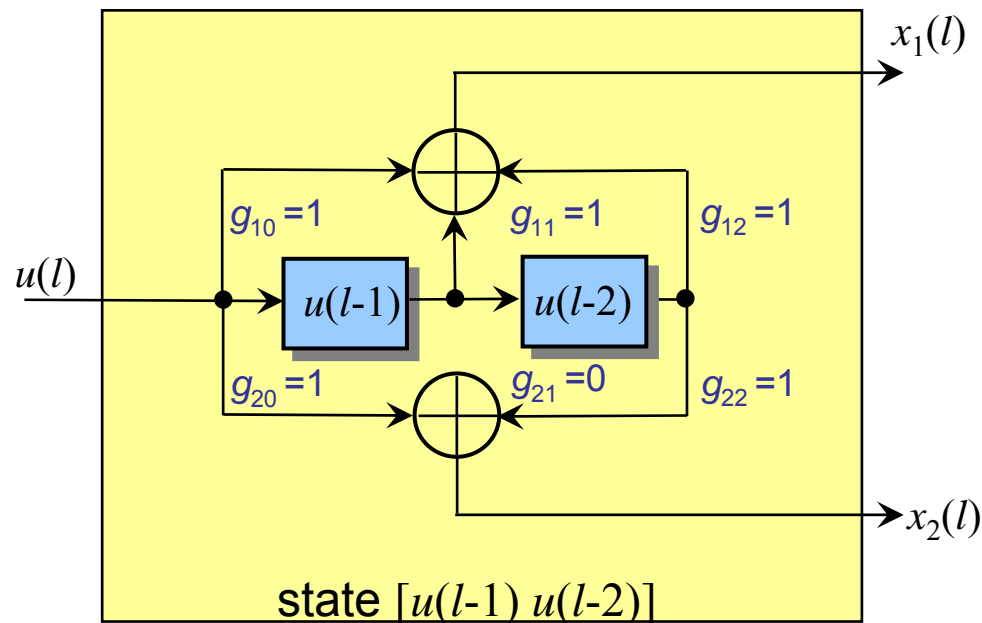 x₁(l)
g₁₀ =1
g₁₁ =1
g₁₂ =1
u(l)
u(l-1)
u(l-2)
g₂₀ =1
g₂₁ =0
g₂₂ =1
x₂(l)
state [u(l-1) u(l-2)]